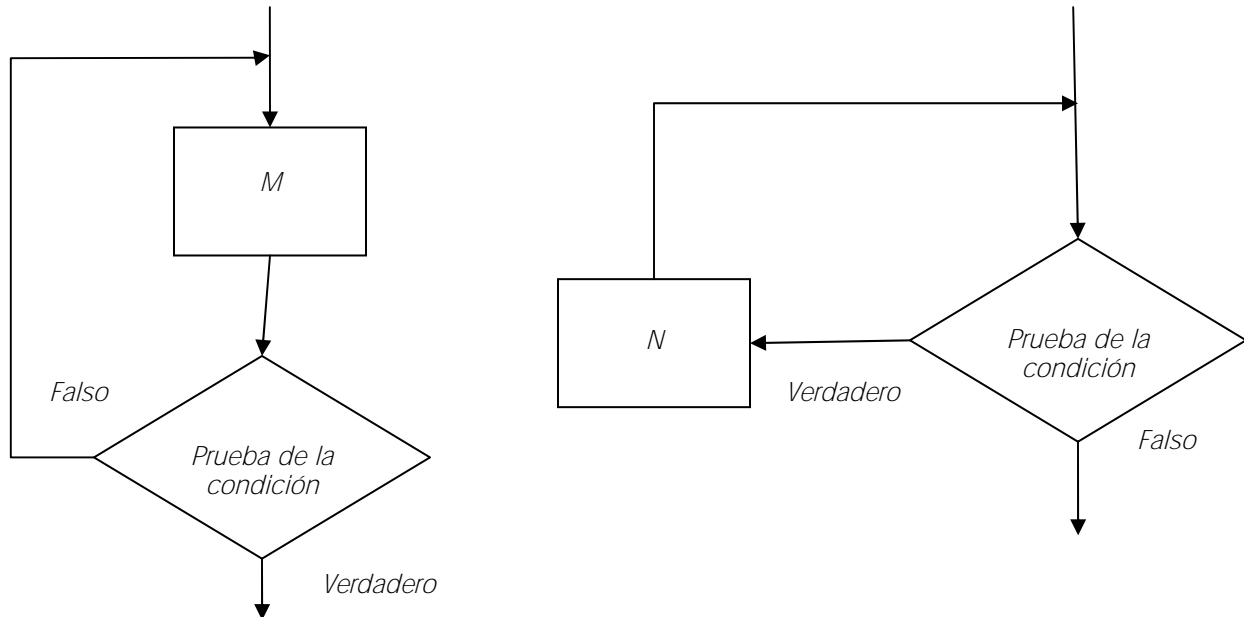 M
Falso
Prueba de la
condición
Verdadero
N
Verdadero
Prueba de la
condición
Falso